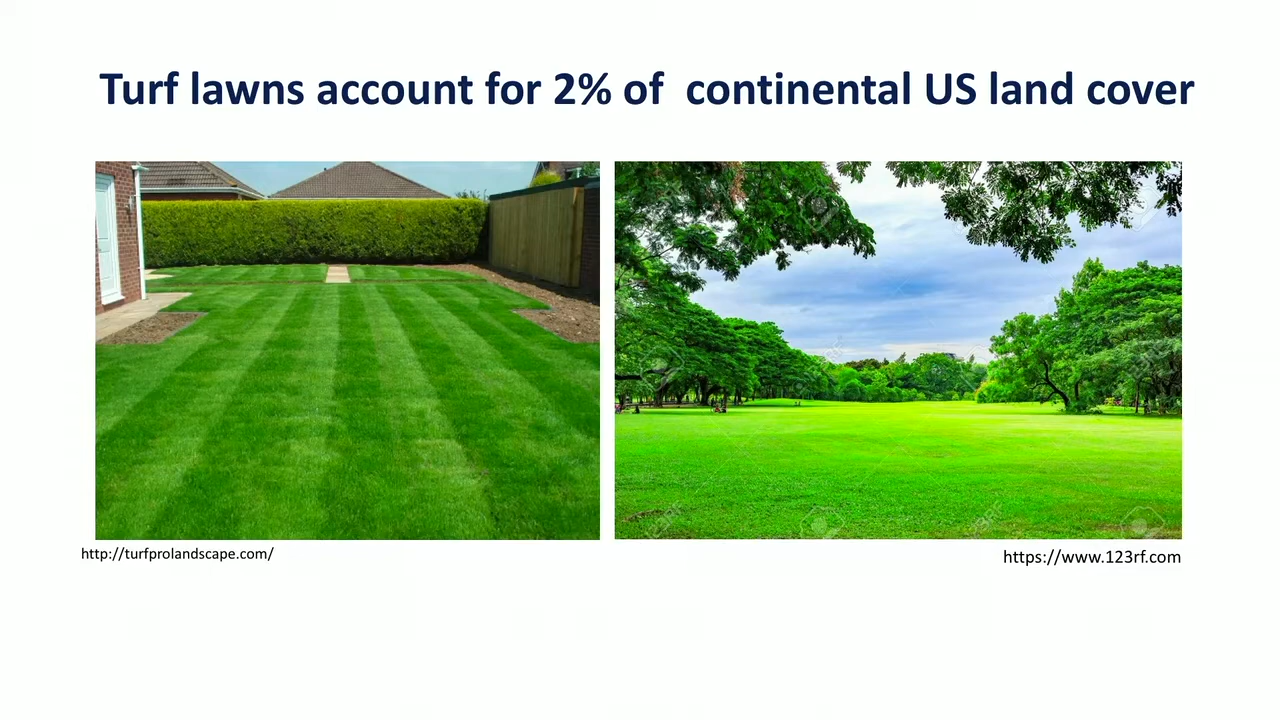 Turf lawns account for 2% of  continental US land cover
http://turfprolandscape.com/
https://www.123rf.com